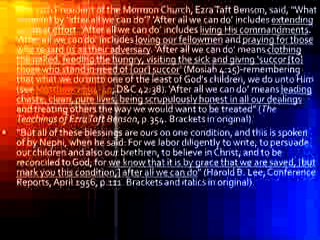 President of the Mormon Church, Ezra Taft Benson, said, "What
by 'after all we can do'? 'After all we can do' includes extending
effort. 'After all we can do' includes living His commandments.
'After all we can do' includes loving our fellowmen and praying for those
who regard us as their adversary. 'After all we can do' means clothing
the naked, feeding the hungry, visiting the sick and giving 'succor [to]
those who stand in need of [our] succor' (Mosiah 4:15)-remembering
that what we do unto one of the least of God's children, we do unto Him
(see D&C 42:38). 'After all we can do' means leading
chaste, clean, pure lives, being scrupulously honest in all our dealings
and treating others the way we would want to be treated" (The
Teachings of Ezra Taft Benson, p.354. Brackets in original).
• "But all of these blessings are ours on one condition, and this is spoken
of by Nephi, when he said: For we labor diligently to write, to persuade
our children and also our brethren, to believe in Christ, and to be
reconciled to God; for we know that it is by grace that we are saved, [but
mark you this condition,] after all we can do" (Harold B. Lee, Conference
Reports, April 1956, p.111. Brackets and italics in original).